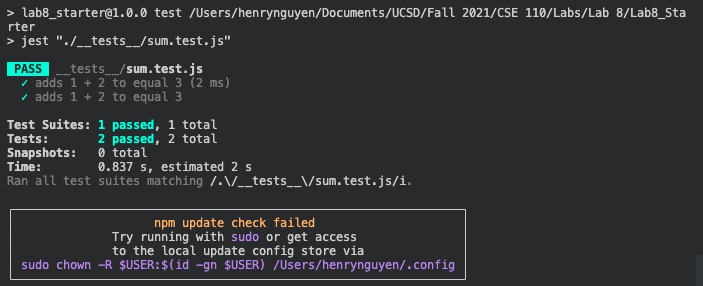 > lab8_starter@1.0.0 test /Users/henrynguyen/Documents/UCSD/Fall 2021/CSE 110/Labs/Lab 8/Lab8_Sta
rter
> jest "./__tests__/sum.test.js"
PASS __tests__/sum.test.js
✓ adds 1 + 2 to equal 3 (2 ms)
✓ adds 1 + 2 to equal 3
Test Suites: 1 passed, 1 total
Tests: 2 passed, 2 total
Snapshots: 0 total
Time: 0.837 s, estimated 2 s
Ran all test suites matching /.\/__tests__\/sum.test.js/i.
npm update check failed
Try running with sudo or get access
to the local update config store via
sudo chown -R $USER:$(id -gn $USER) /Users/henrynguyen/.config